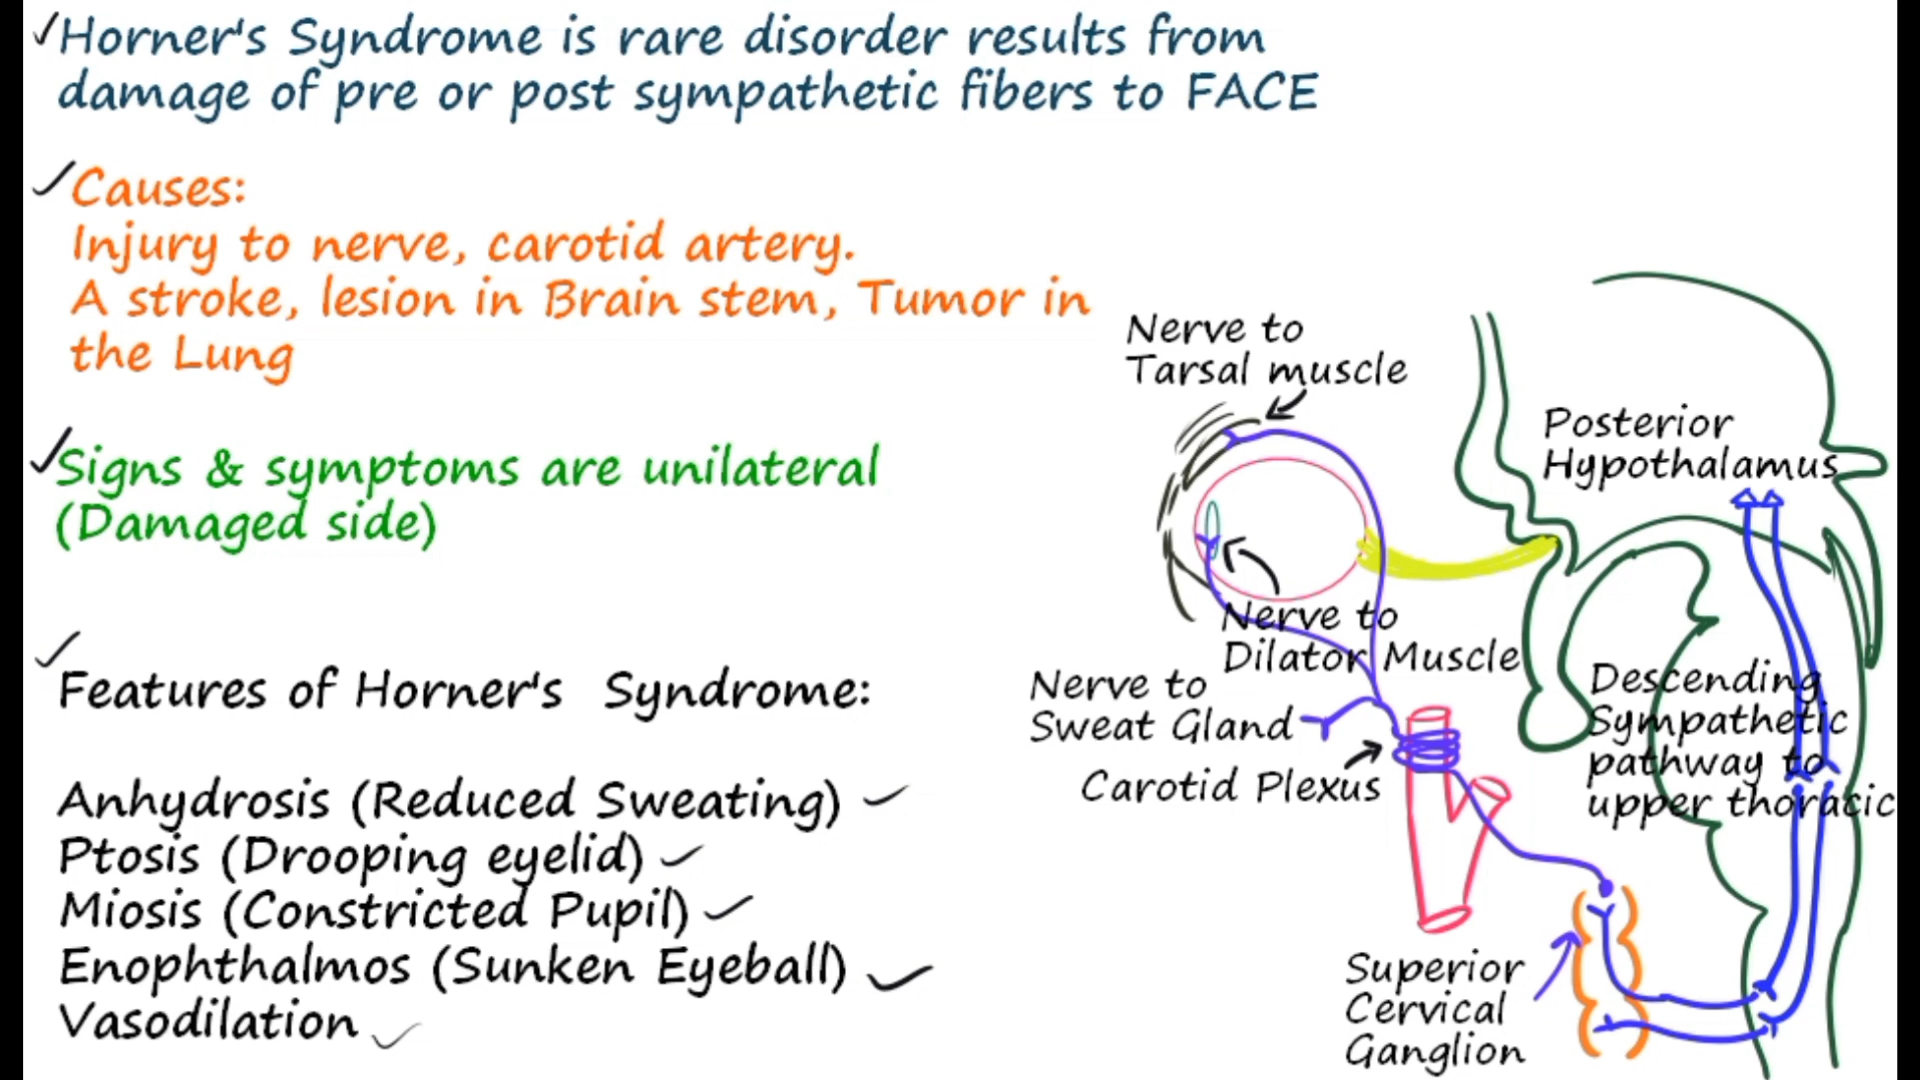 Horner's Syndrome is rare disorder results from
damage of pre or post sympathetic fibers to FACE
Causes:
Injury to nerve, carotid artery.
A stroke, lesion in Brain stem, Tumor in
the Lung
Signs & symptoms are unilateral
(Damaged side)
Features of Horner's Syndrome:
Anhydrosis (Reduced Sweating)
Ptosis (Drooping eyelid)
Miosis (Constricted Pupil)
Enophthalmos (Sunken Eyeball)
Vasodilation
Nerve to
Tarsal muscle
Posterior
Hypothalamus
Nerve to
Dilator Muscle
Nerve to
Sweat Gland
Carotid Plexus
Descending
Sympathetic
pathway to
upper thoracic
Superior
Cervical
Ganglion